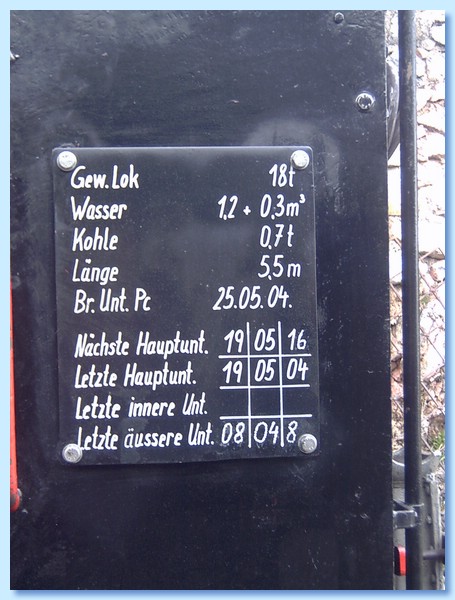 Gew. Lok 18t
Wasser 1,2 + 0,3m³
Kohle 0,7t
Länge 5,5m
Br. Unt. Pc 25.05.04.
Nächste Hauptunt. 19 05 16
Letzte Hauptunt. 19 05 04
Letzte innere Unt.
Letzte äussere Unt. 08 04 8